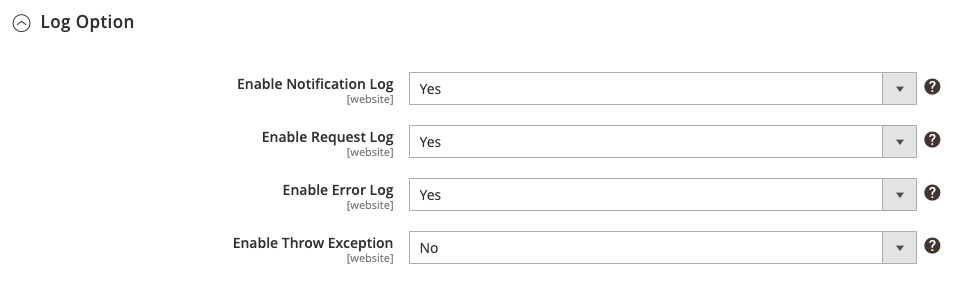 Log Option
Enable Notification Log
[website]
Yes
?
Enable Request Log
[website]
Yes
?
Enable Error Log
[website]
Yes
?
Enable Throw Exception
[website]
No
?